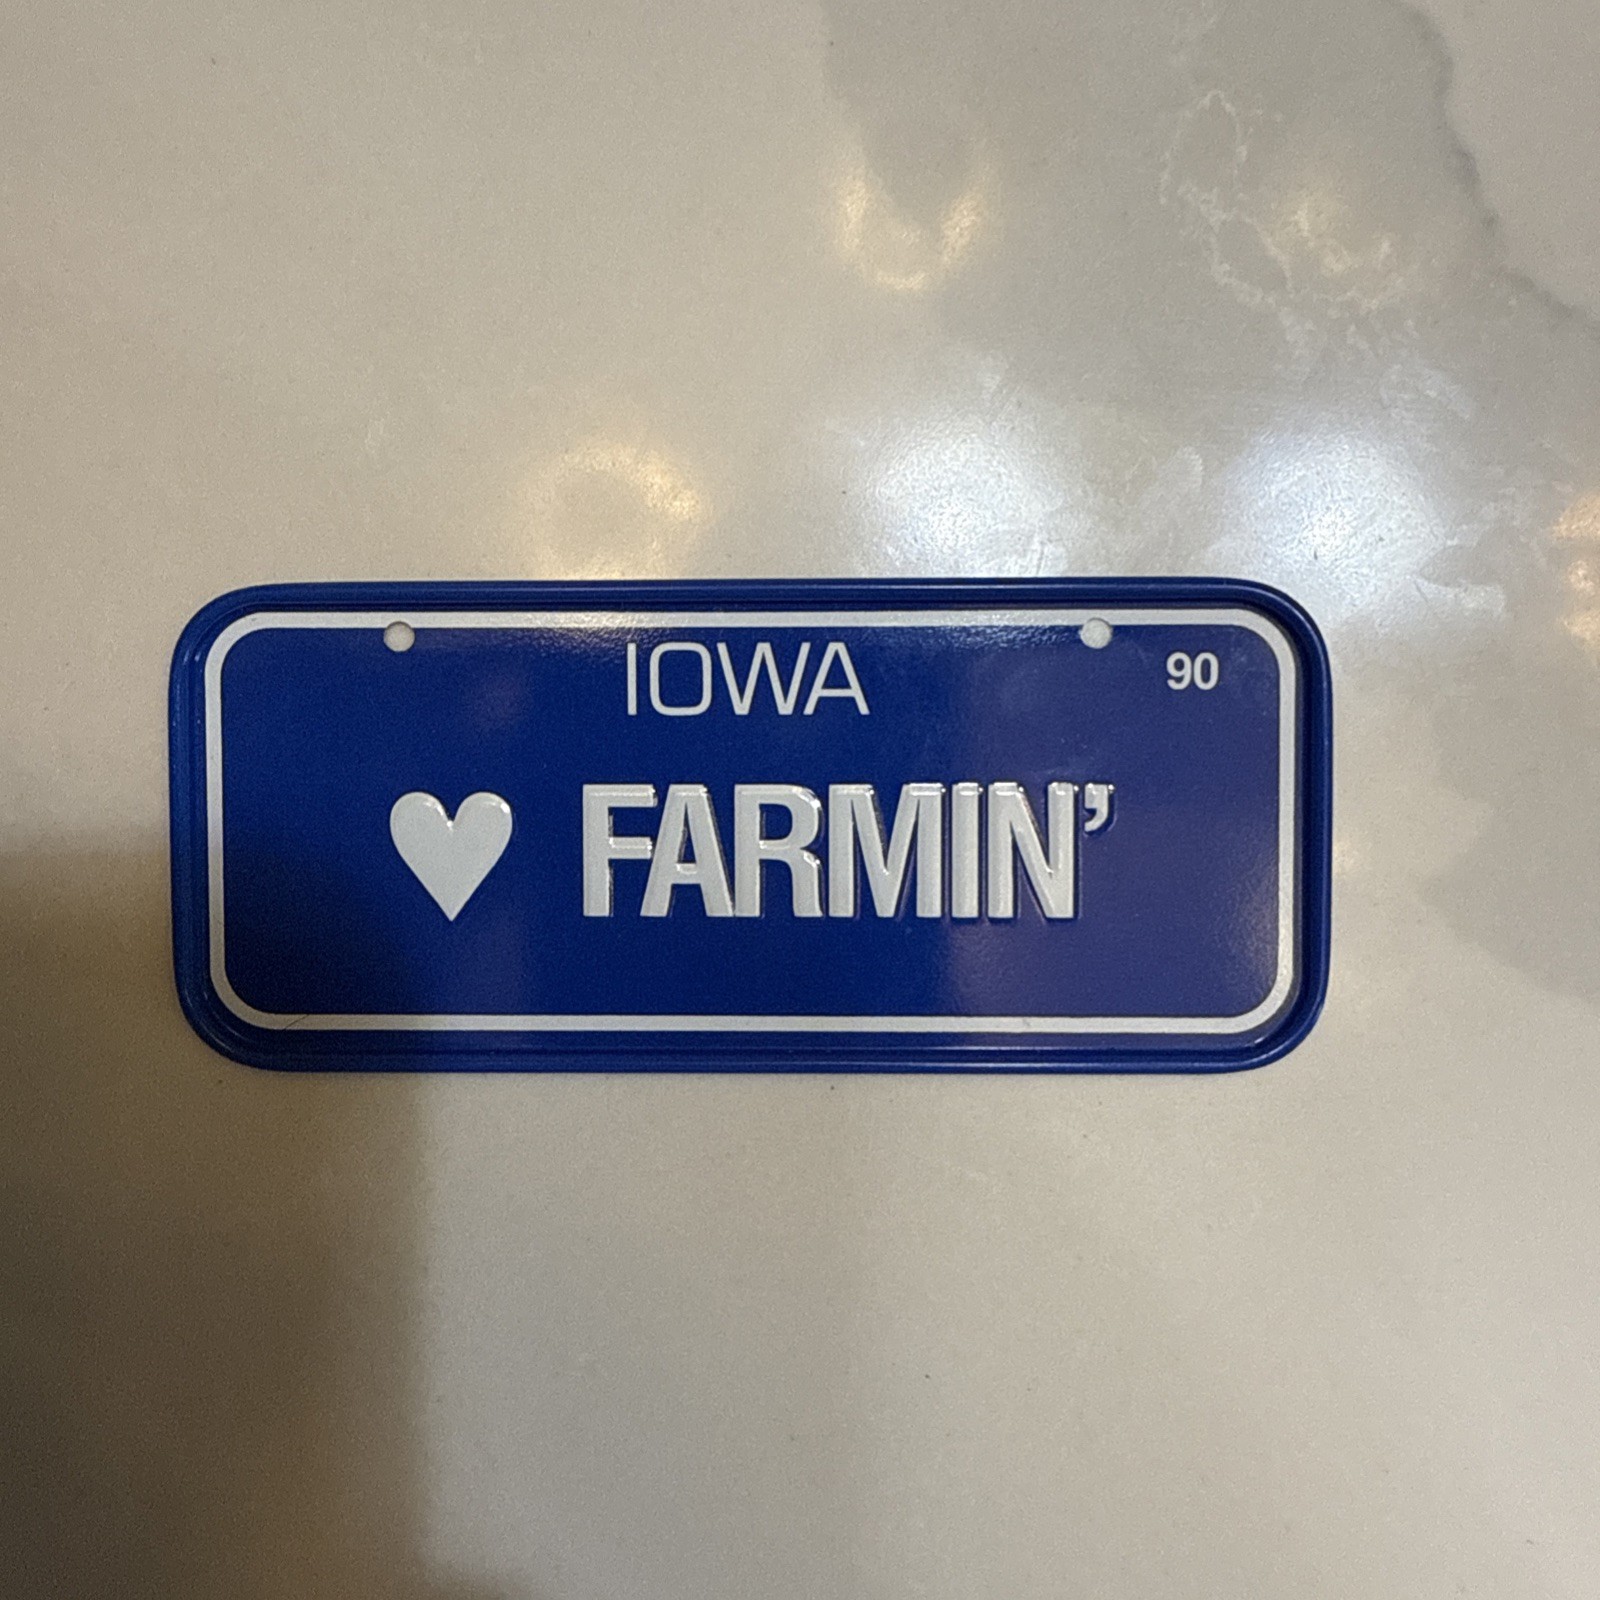 IOWA
90
♥ FARMIN’